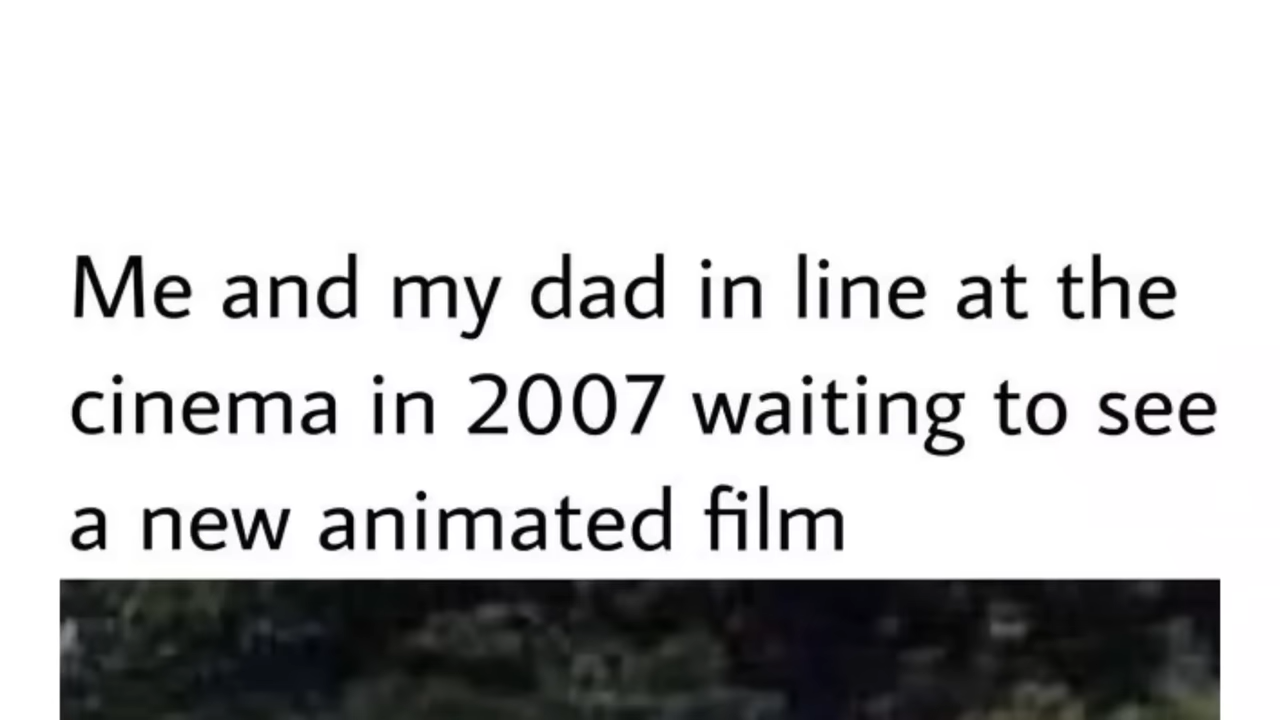 Me and my dad in line at the
cinema in 2007 waiting to see
a new animated film